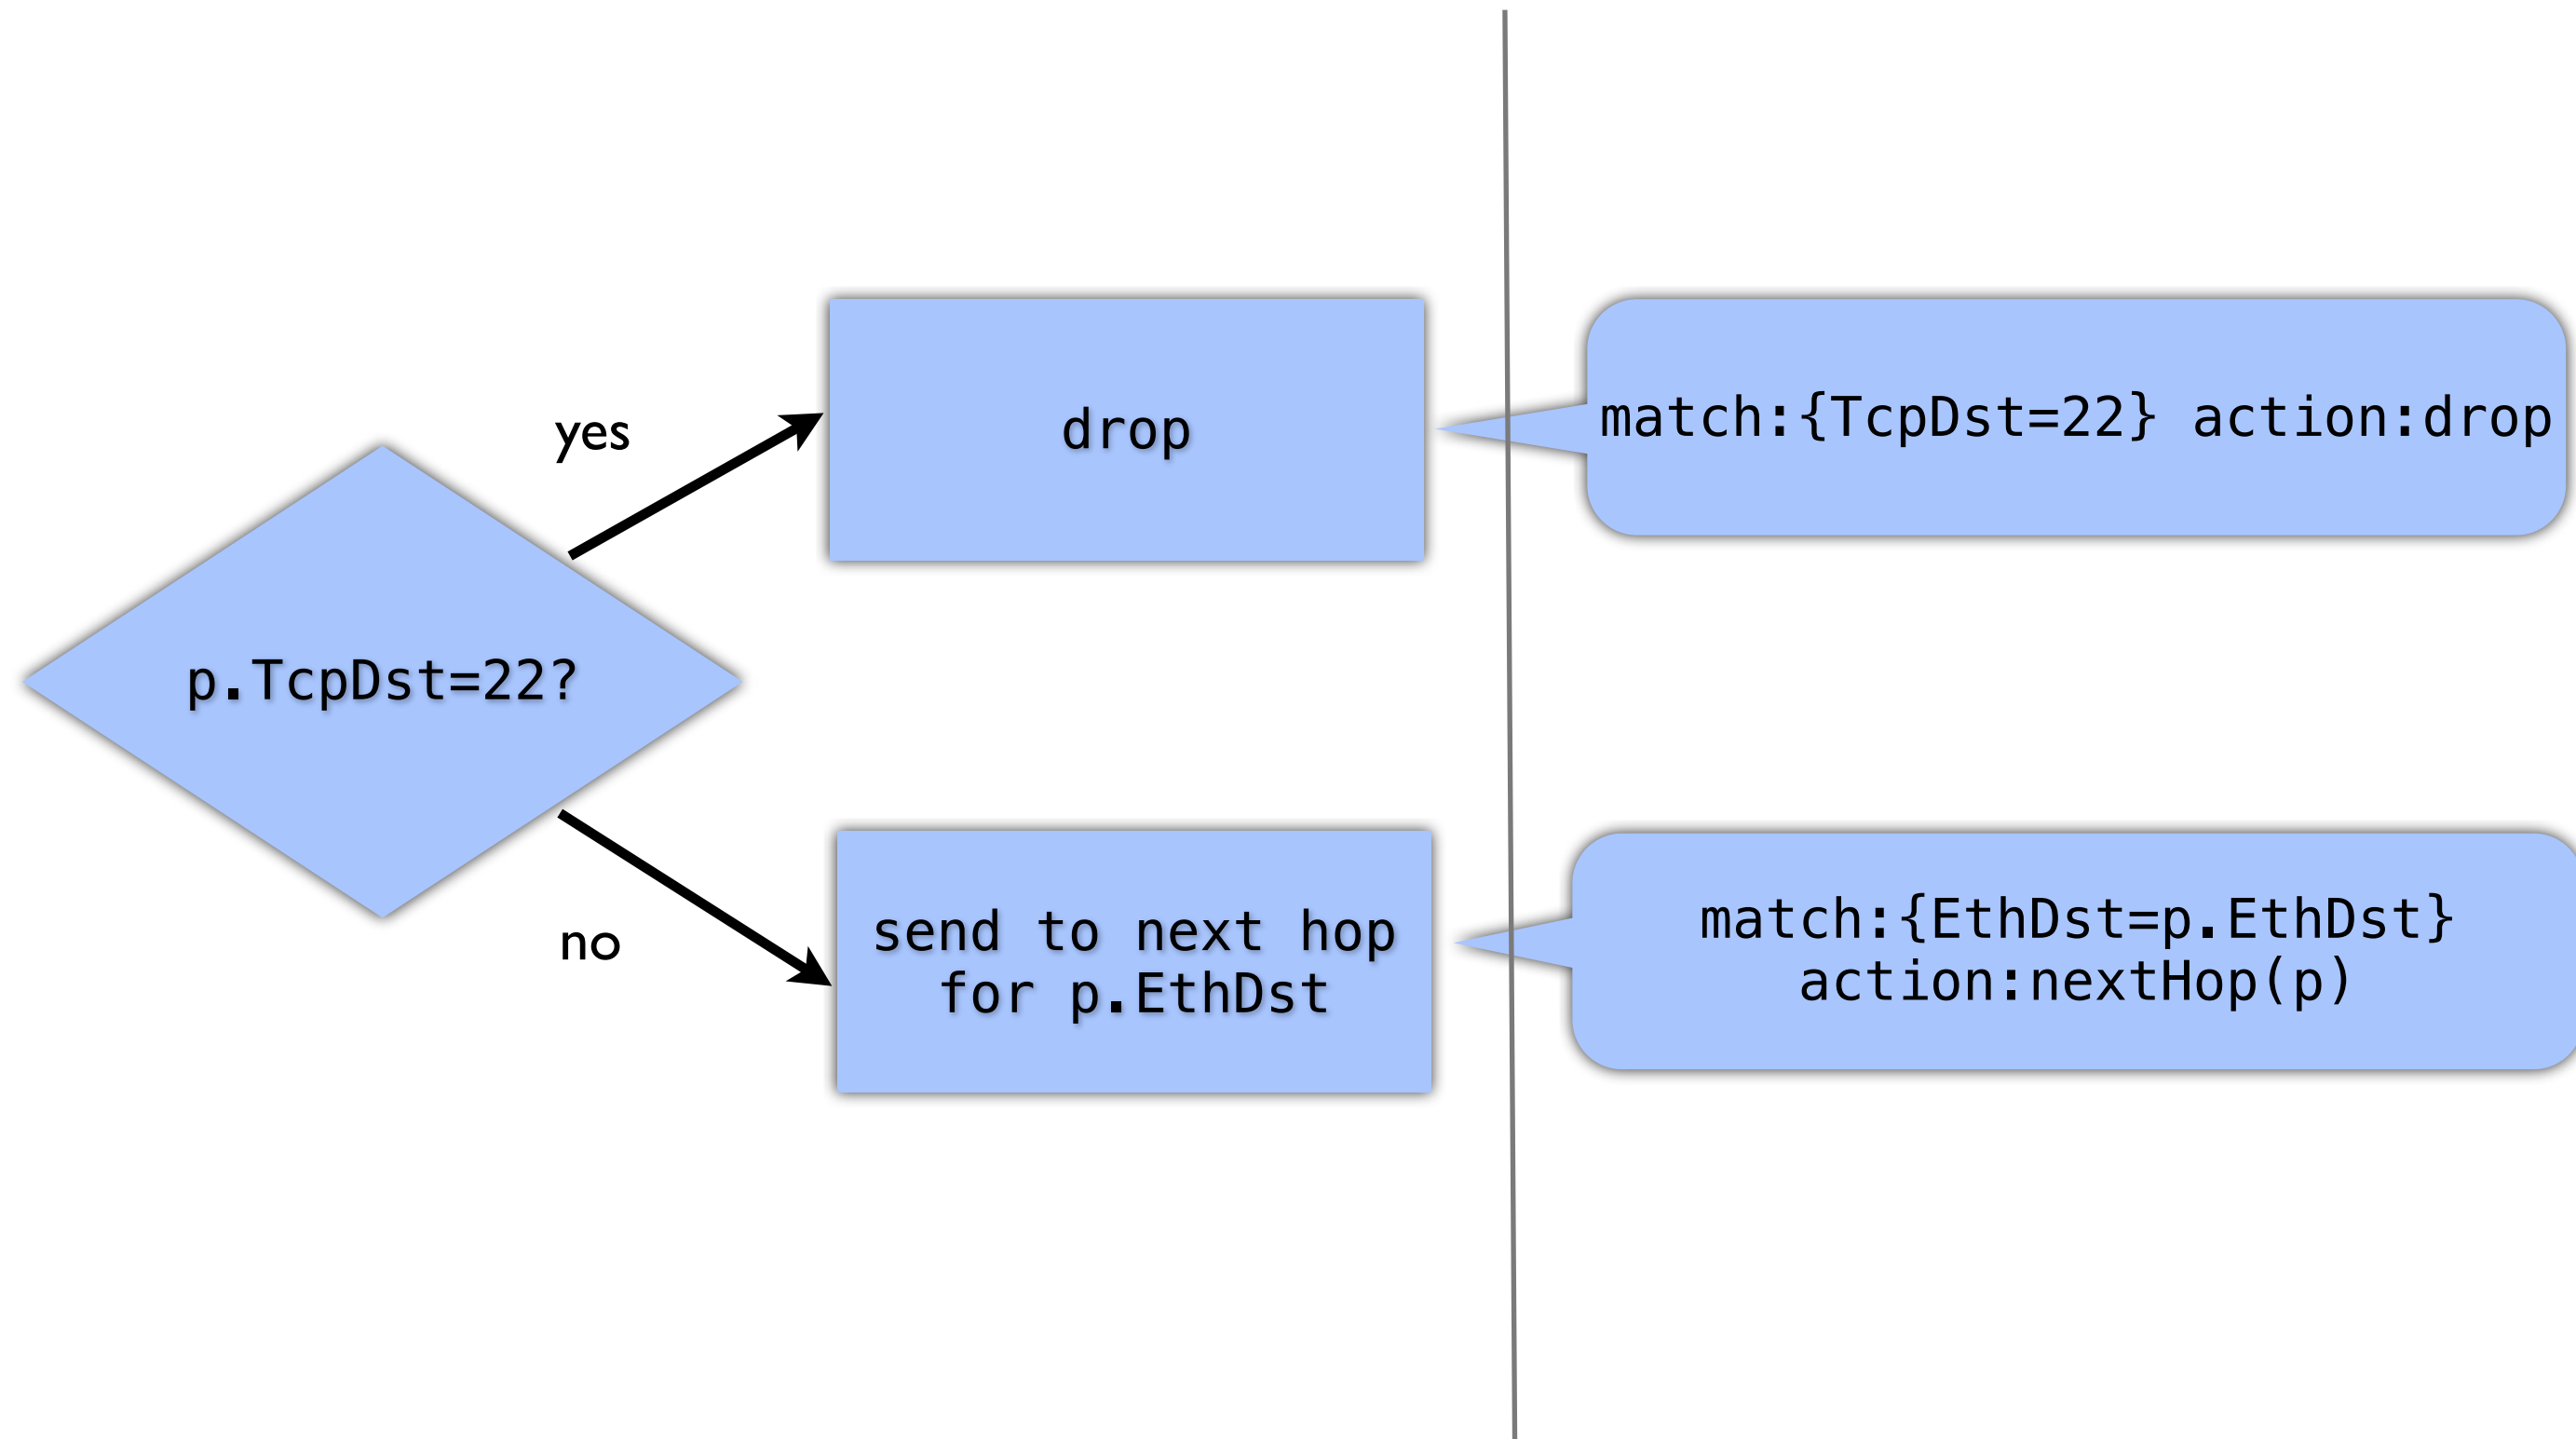 yes
drop
match:{TcpDst=22} action:drop
p.TcpDst=22?
no
send to next hop
for p.EthDst
match:{EthDst=p.EthDst}
action:nextHop(p)